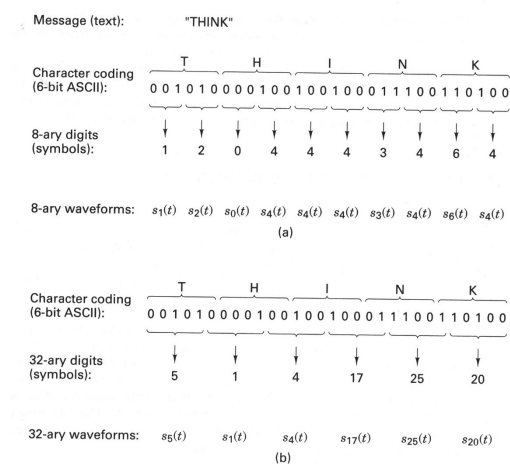 Message (text): "THINK"
T H I N K
Character coding
(6-bit ASCII): 0 0 1 0 1 0 0 0 0 1 0 0 1 0 0 1 0 0 0 1 1 1 0 0 1 1 0 1 0 0
8-ary digits
(symbols): 1 2 0 4 4 4 3 4 6 4
8-ary waveforms: s₁(t) s₂(t) s₀(t) s₄(t) s₄(t) s₄(t) s₃(t) s₄(t) s₆(t) s₄(t)
(a)
T H I N K
Character coding
(6-bit ASCII): 0 0 1 0 1 0 0 0 0 1 0 0 1 0 0 1 0 0 0 1 1 1 0 0 1 1 0 1 0 0
32-ary digits
(symbols): 5 1 4 17 25 20
32-ary waveforms: s₅(t) s₁(t) s₄(t) s₁₇(t) s₂₅(t) s₂₀(t)
(b)